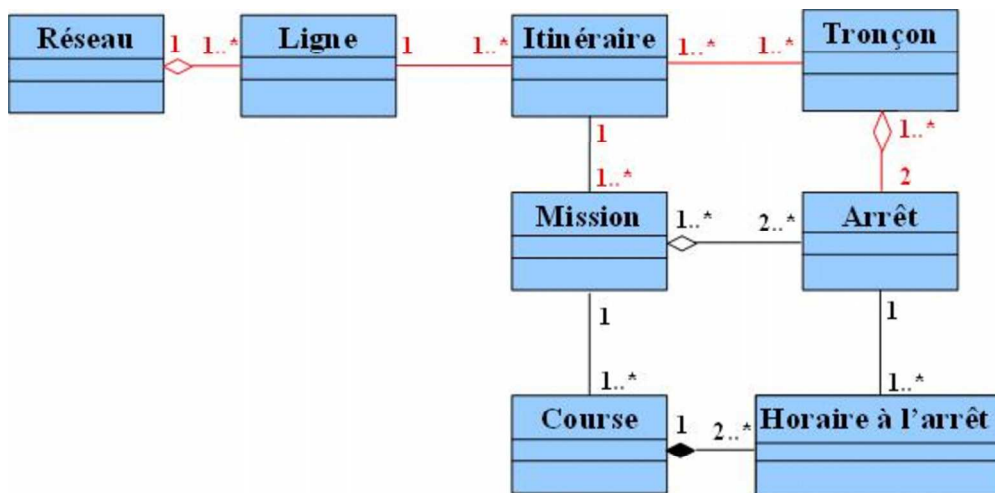 Réseau
1
1..*
Ligne
1
1..*
Itinéraire
1..*
1..*
Tronçon
1
1..*
1..*
2
Mission
1..*
2..*
Arrêt
1
1..*
1
1..*
Course
1
2..*
Horaire à l’arrêt